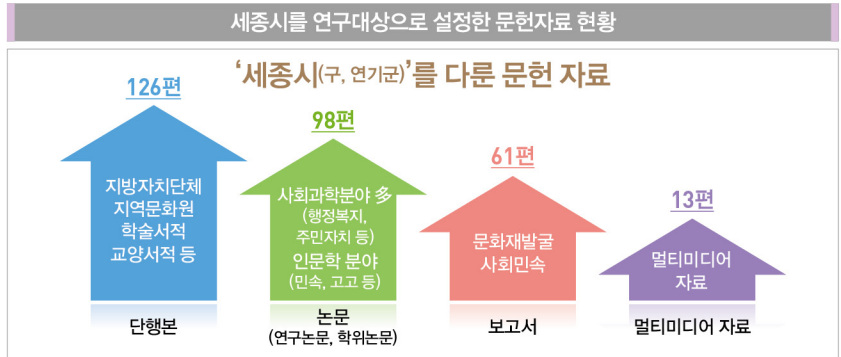 세종시를 연구대상으로 설정한 문헌자료 현황
‘세종시(구, 연기군)’를 다룬 문헌 자료
126편
지방자치단체
지역문화원
학술서적
교양서적 등
단행본
98편
사회과학분야 多
(행정복지,
주민자치 등)
인문학 분야
(민속, 고고 등)
논문
(연구논문, 학위논문)
61편
문화재발굴
사회민속
보고서
13편
멀티미디어
자료
멀티미디어 자료